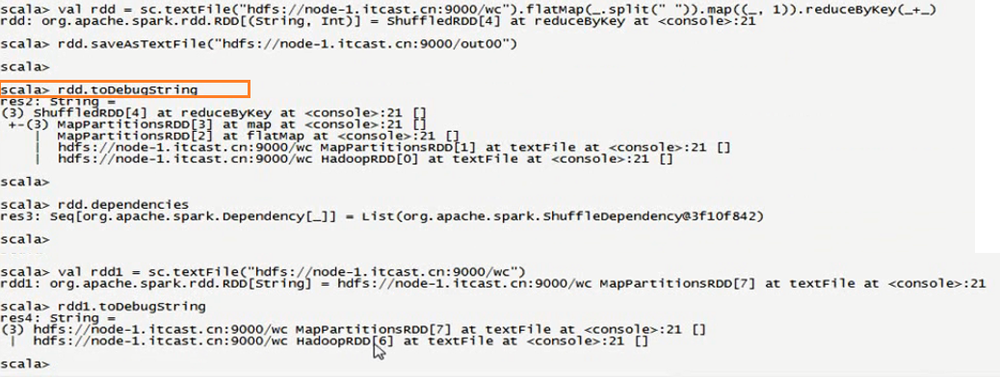 scala> val rdd = sc.textFile("hdfs://node-1.itcast.cn:9000/wc").flatMap(_.split(" ")).map((_, 1)).reduceByKey(_+_)
rdd: org.apache.spark.rdd.RDD[(String, Int)] = ShuffledRDD[4] at reduceByKey at <console>:21
scala> rdd.saveAsTextFile("hdfs://node-1.itcast.cn:9000/out00")
scala>
scala> rdd.toDebugString
res2: String =
(3) ShuffledRDD[4] at reduceByKey at <console>:21 []
+-(3) MapPartitionsRDD[3] at map at <console>:21 []
| MapPartitionsRDD[2] at flatMap at <console>:21 []
| hdfs://node-1.itcast.cn:9000/wc MapPartitionsRDD[1] at textFile at <console>:21 []
| hdfs://node-1.itcast.cn:9000/wc HadoopRDD[0] at textFile at <console>:21 []
scala>
scala> rdd.dependencies
res3: Seq[org.apache.spark.Dependency[_]] = List(org.apache.spark.ShuffleDependency@3f10f842)
scala>
scala> val rdd1 = sc.textFile("hdfs://node-1.itcast.cn:9000/wc")
rdd1: org.apache.spark.rdd.RDD[String] = hdfs://node-1.itcast.cn:9000/wc MapPartitionsRDD[7] at textFile at <console>:21
scala> rdd1.toDebugString
res4: String =
(3) hdfs://node-1.itcast.cn:9000/wc MapPartitionsRDD[7] at textFile at <console>:21 []
| hdfs://node-1.itcast.cn:9000/wc HadoopRDD[6] at textFile at <console>:21 []
scala>